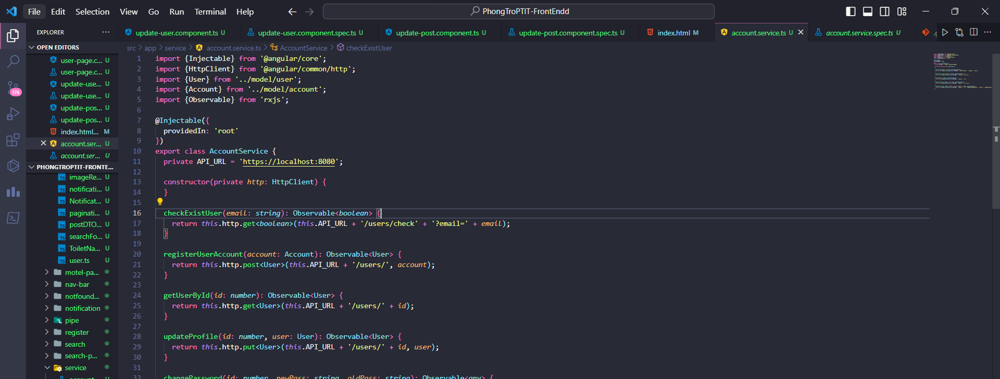 File Edit Selection View Go Run Terminal Help
PhongTroPTIT-FrontEndd
EXPLORER
update-user.component.ts U
update-user.component.spec.ts U
update-post.component.ts U
update-post.component.spec.ts U
index.html M
account.service.ts U
account.service.spec.ts U
src > app > service > account.service.ts > AccountService > checkExistUser
OPEN EDITORS
user-page.c... U
user-page.c... U
update-use... U
update-use... U
update-pos... U
update-pos... U
index.html... M
account.ser... U
account.ser... U
176
PHONGTROPTIT-FRONTE...
imageRe... U
notificati... U
Notificat... U
paginati... U
postDTO... U
searchFo... U
ToiletNa... U
user.ts U
motel-pa...
nav-bar
notfound...
notification
pipe
register
search
search-p...
service
1 import {Injectable} from '@angular/core';
2 import {HttpClient} from '@angular/common/http';
3 import {User} from '../model/user';
4 import {Account} from '../model/account';
5 import {Observable} from 'rxjs';
6
7 @Injectable({
8 providedIn: 'root'
9 })
10 export class AccountService {
11 private API_URL = 'https://localhost:8080';
12
13 constructor(private http: HttpClient) {
14 }
15
16 checkExistUser(email: string): Observable<boolean> {
17 return this.http.get<boolean>(this.API_URL + '/users/check' + '?email=' + email);
18 }
19
20 registerUserAccount(account: Account): Observable<User> {
21 return this.http.post<User>(this.API_URL + '/users/', account);
22 }
23
24 getUserById(id: number): Observable<User> {
25 return this.http.get<User>(this.API_URL + '/users/' + id);
26 }
27
28 updateProfile(id: number, user: User): Observable<User> {
29 return this.http.put<User>(this.API_URL + '/users/' + id, user);
30 }
31
32 changePassword(id: number, newPass: string, oldPass: string): Observable<any> {